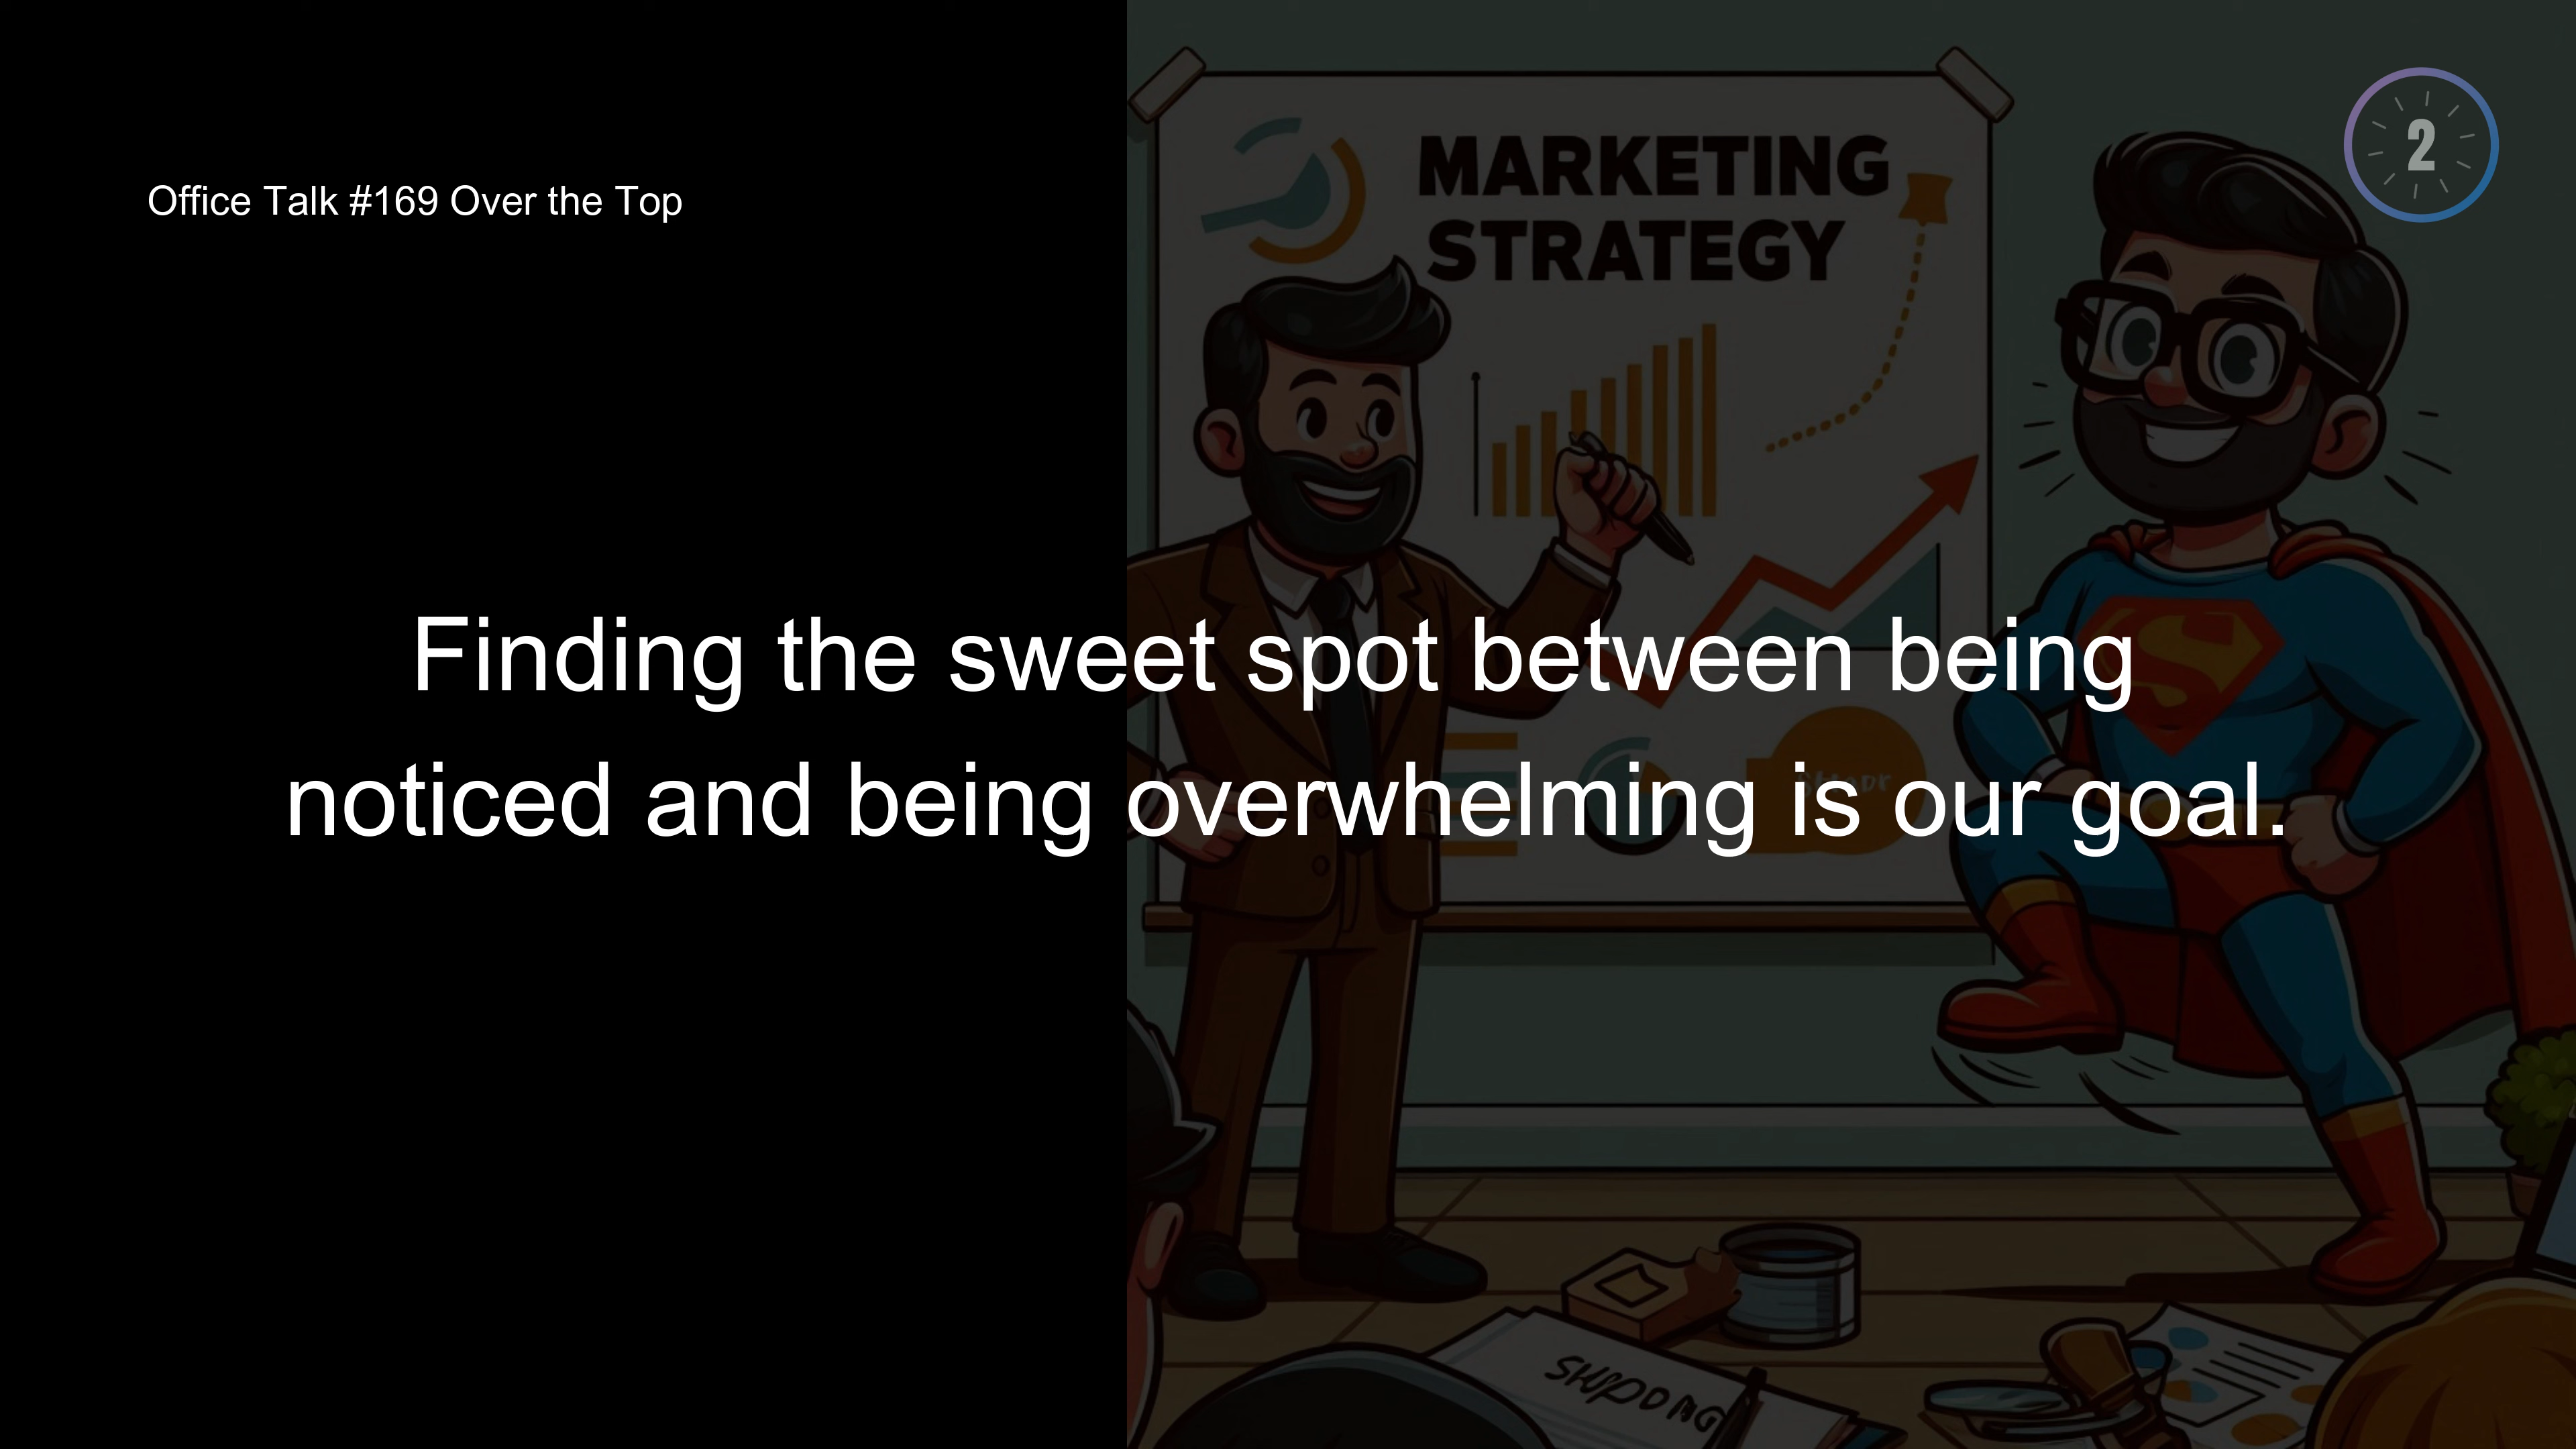 Office Talk #169 Over the Top
2
MARKETING
STRATEGY
S
Finding the sweet spot between being
noticed and being overwhelming is our goal.